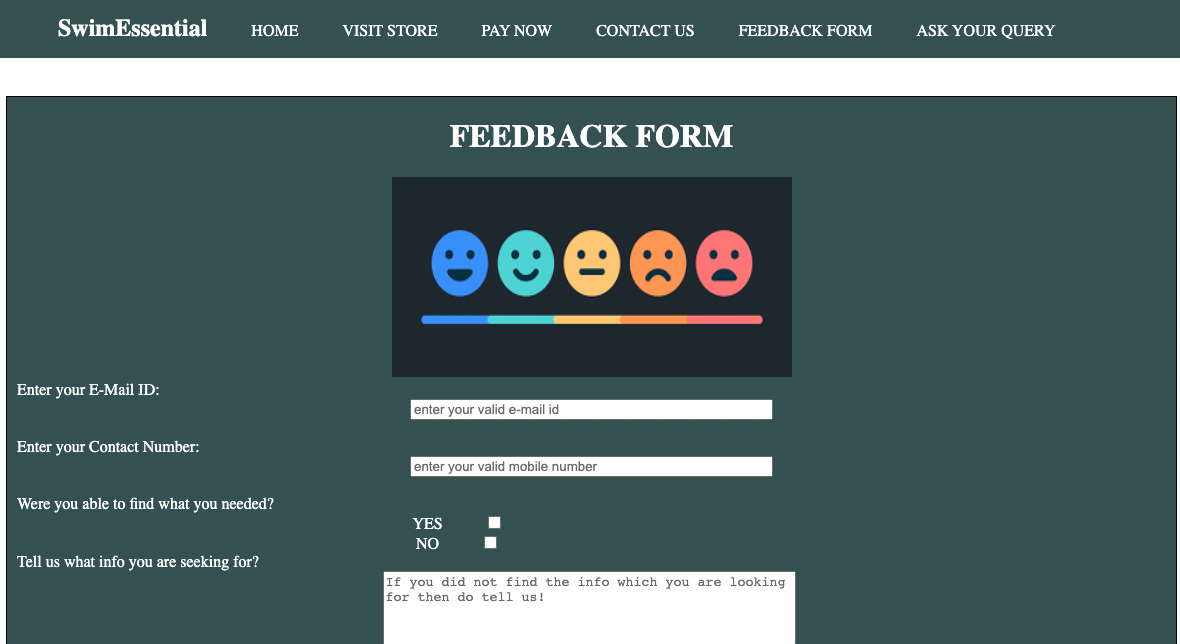 SwimEssential HOME VISIT STORE PAY NOW CONTACT US FEEDBACK FORM ASK YOUR QUERY
FEEDBACK FORM
Enter your E-Mail ID:
enter your valid e-mail id
Enter your Contact Number:
enter your valid mobile number
Were you able to find what you needed?
YES
NO
Tell us what info you are seeking for?
If you did not find the info which you are looking
for then do tell us!